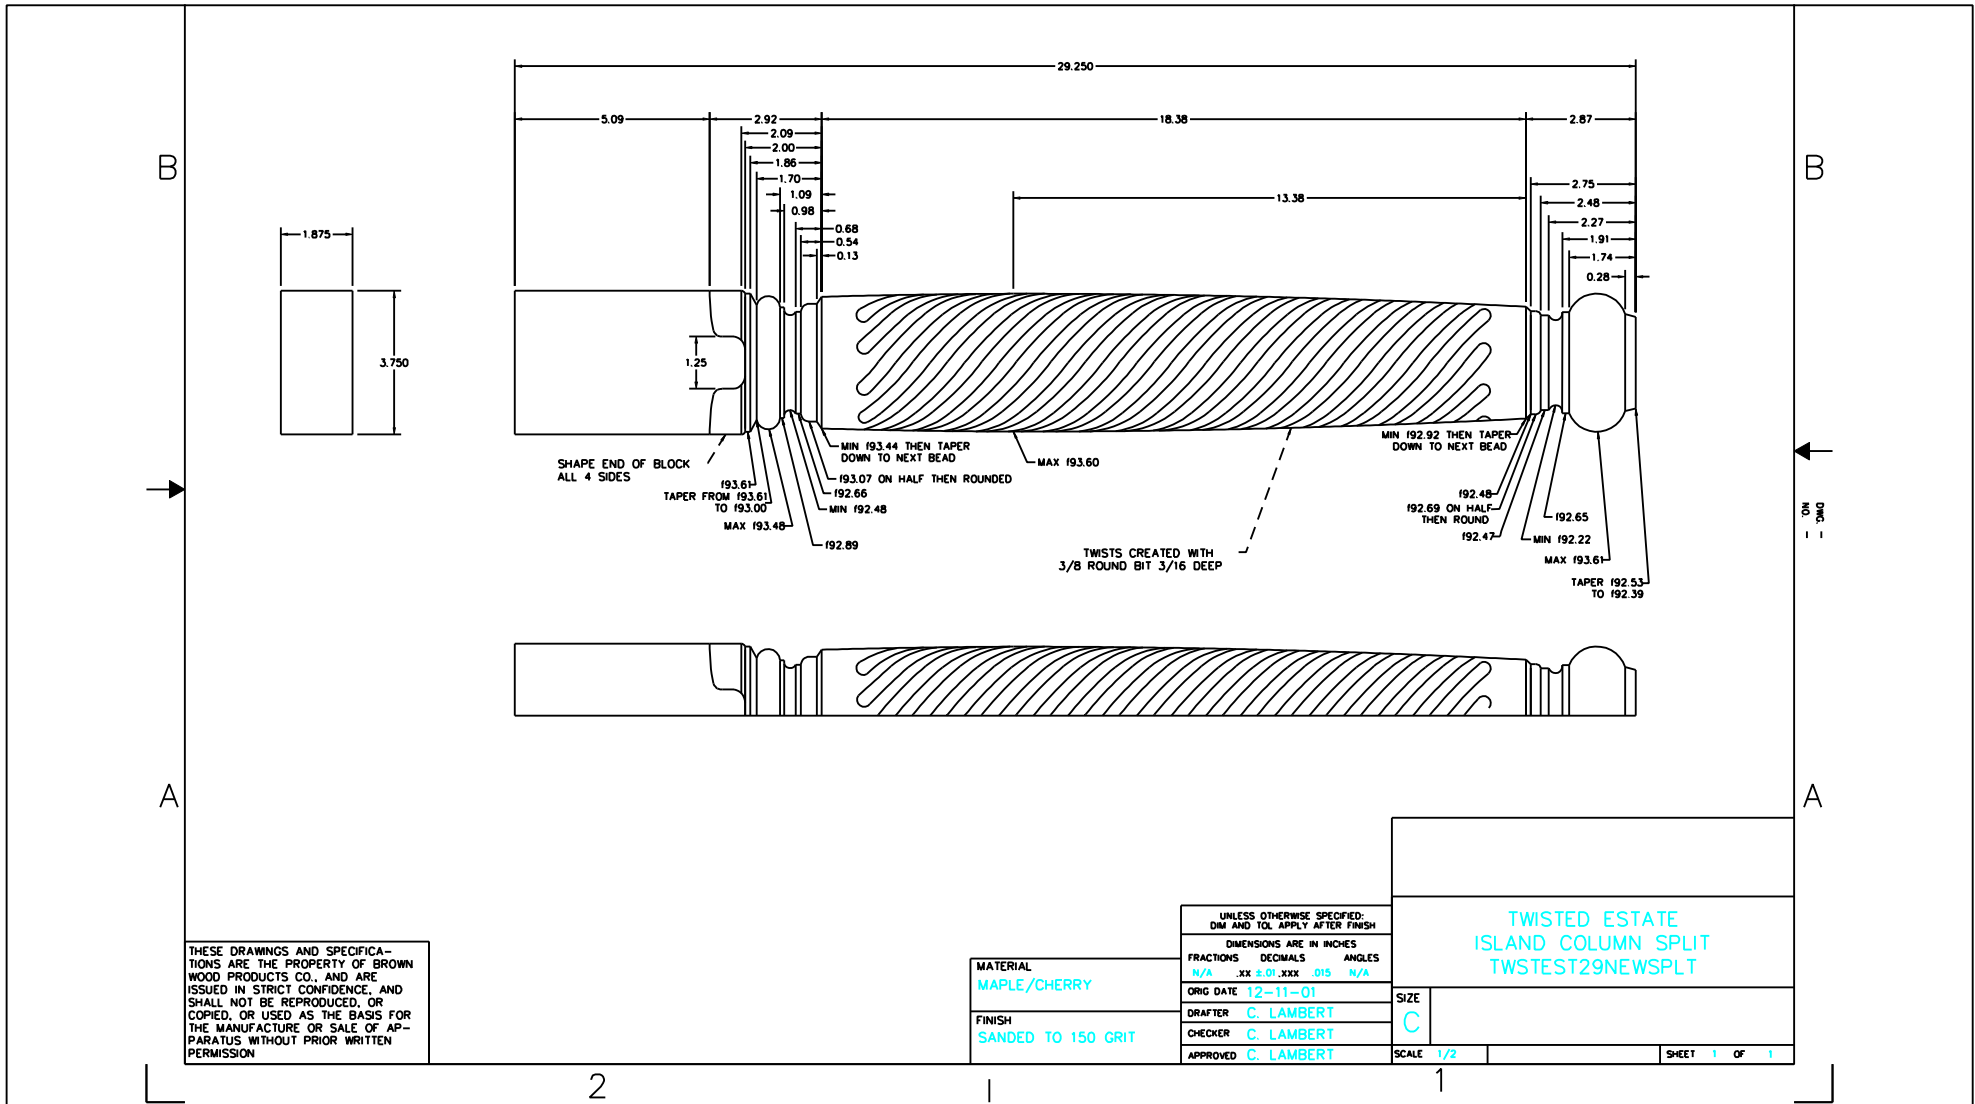 29.250
5.09
2.92
18.38
2.87
2.09
2.00
1.86
1.70
1.09
0.98
0.68
0.54
0.13
13.38
2.75
2.48
2.27
1.91
1.74
0.28
B
B
1.875
3.750
1.25
SHAPE END OF BLOCK
ALL 4 SIDES
f93.61
TAPER FROM f93.61
TO f93.00
MAX f93.48
f92.89
MIN f93.44 THEN TAPER
DOWN TO NEXT BEAD
f93.07 ON HALF THEN ROUNDED
f92.66
MIN f92.48
MAX f93.60
TWISTS CREATED WITH
3/8 ROUND BIT 3/16 DEEP
MIN f92.92 THEN TAPER
DOWN TO NEXT BEAD
f92.48
f92.69 ON HALF
THEN ROUND
f92.47
f92.65
MIN f92.22
MAX f93.61
TAPER f92.53
TO f92.39
DWG. -
NO. -
A
A
THESE DRAWINGS AND SPECIFICA-
TIONS ARE THE PROPERTY OF BROWN
WOOD PRODUCTS CO., AND ARE
ISSUED IN STRICT CONFIDENCE, AND
SHALL NOT BE REPRODUCED, OR
COPIED, OR USED AS THE BASIS FOR
THE MANUFACTURE OR SALE OF AP-
PARATUS WITHOUT PRIOR WRITTEN
PERMISSION
MATERIAL
MAPLE/CHERRY
FINISH
SANDED TO 150 GRIT
UNLESS OTHERWISE SPECIFIED:
DIM AND TOL APPLY AFTER FINISH
DIMENSIONS ARE IN INCHES
FRACTIONS DECIMALS ANGLES
N/A .XX ±.01 .XXX .015 N/A
ORIG DATE 12-11-01
DRAFTER C. LAMBERT
CHECKER C. LAMBERT
APPROVED C. LAMBERT
TWISTED ESTATE
ISLAND COLUMN SPLIT
TWSTEST29NEWSPLT
SIZE
C
SCALE 1/2
SHEET 1 OF 1
2
1